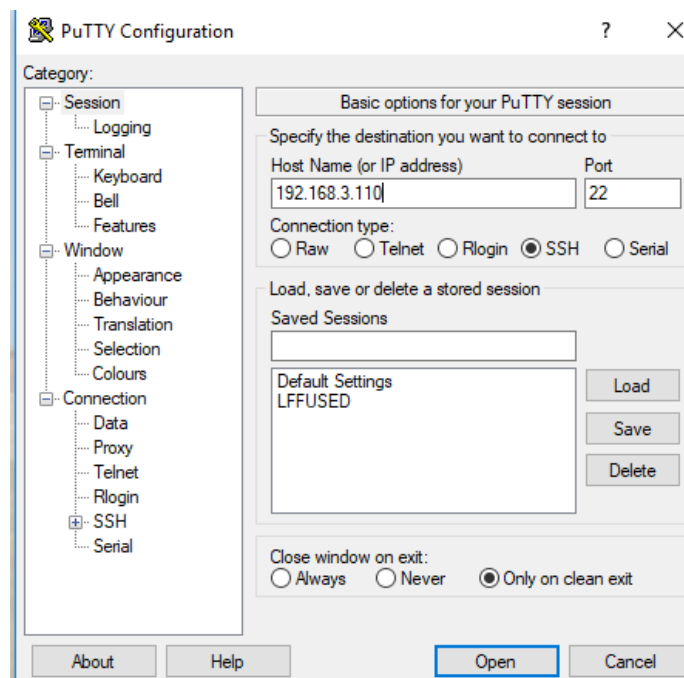 PuTTY Configuration ? X
Category:
Session
Logging
Terminal
Keyboard
Bell
Features
Window
Appearance
Behaviour
Translation
Selection
Colours
Connection
Data
Proxy
Telnet
Rlogin
SSH
Serial
Basic options for your PuTTY session
Specify the destination you want to connect to
Host Name (or IP address) Port
192.168.3.110 22
Connection type:
Raw Telnet Rlogin SSH Serial
Load, save or delete a stored session
Saved Sessions
Default Settings
LFFUSED
Load
Save
Delete
Close window on exit:
Always Never Only on clean exit
About Help Open Cancel